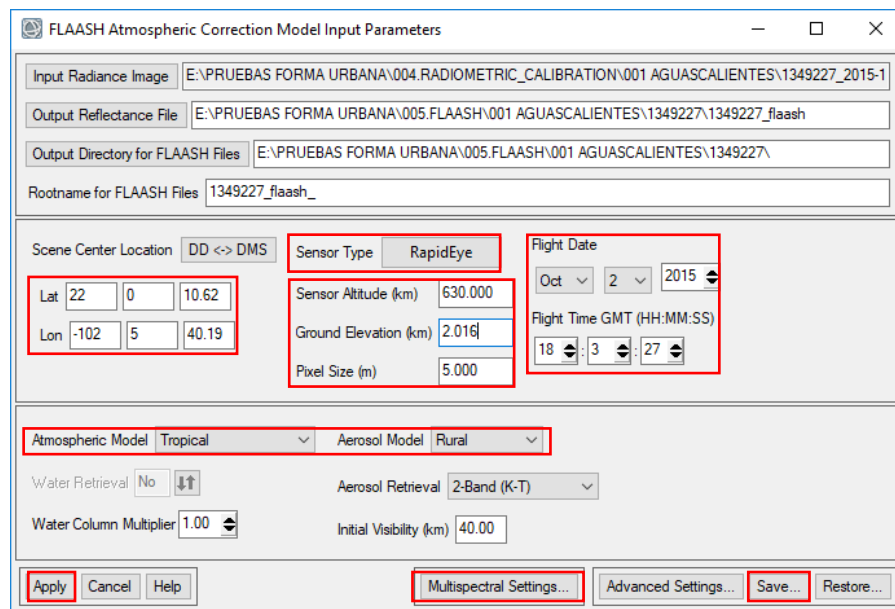 FLAASH Atmospheric Correction Model Input Parameters
Input Radiance Image E:\PRUEBAS FORMA URBANA\004.RADIOMETRIC_CALIBRATION\001 AGUASCALIENTES\1349227_2015-1
Output Reflectance File E:\PRUEBAS FORMA URBANA\005.FLAASH\001 AGUASCALIENTES\1349227\1349227_flaash
Output Directory for FLAASH Files E:\PRUEBAS FORMA URBANA\005.FLAASH\001 AGUASCALIENTES\1349227\
Rootname for FLAASH Files 1349227_flaash_
Scene Center Location DD <-> DMS
Lat 22 0 10.62
Lon -102 5 40.19
Sensor Type RapidEye
Sensor Altitude (km) 630.000
Ground Elevation (km) 2.016
Pixel Size (m) 5.000
Flight Date
Oct 2 2015
Flight Time GMT (HH:MM:SS)
18 : 3 : 27
Atmospheric Model Tropical Aerosol Model Rural
Water Retrieval No Aerosol Retrieval 2-Band (K-T)
Water Column Multiplier 1.00 Initial Visibility (km) 40.00
Apply Cancel Help Multispectral Settings... Advanced Settings... Save... Restore...